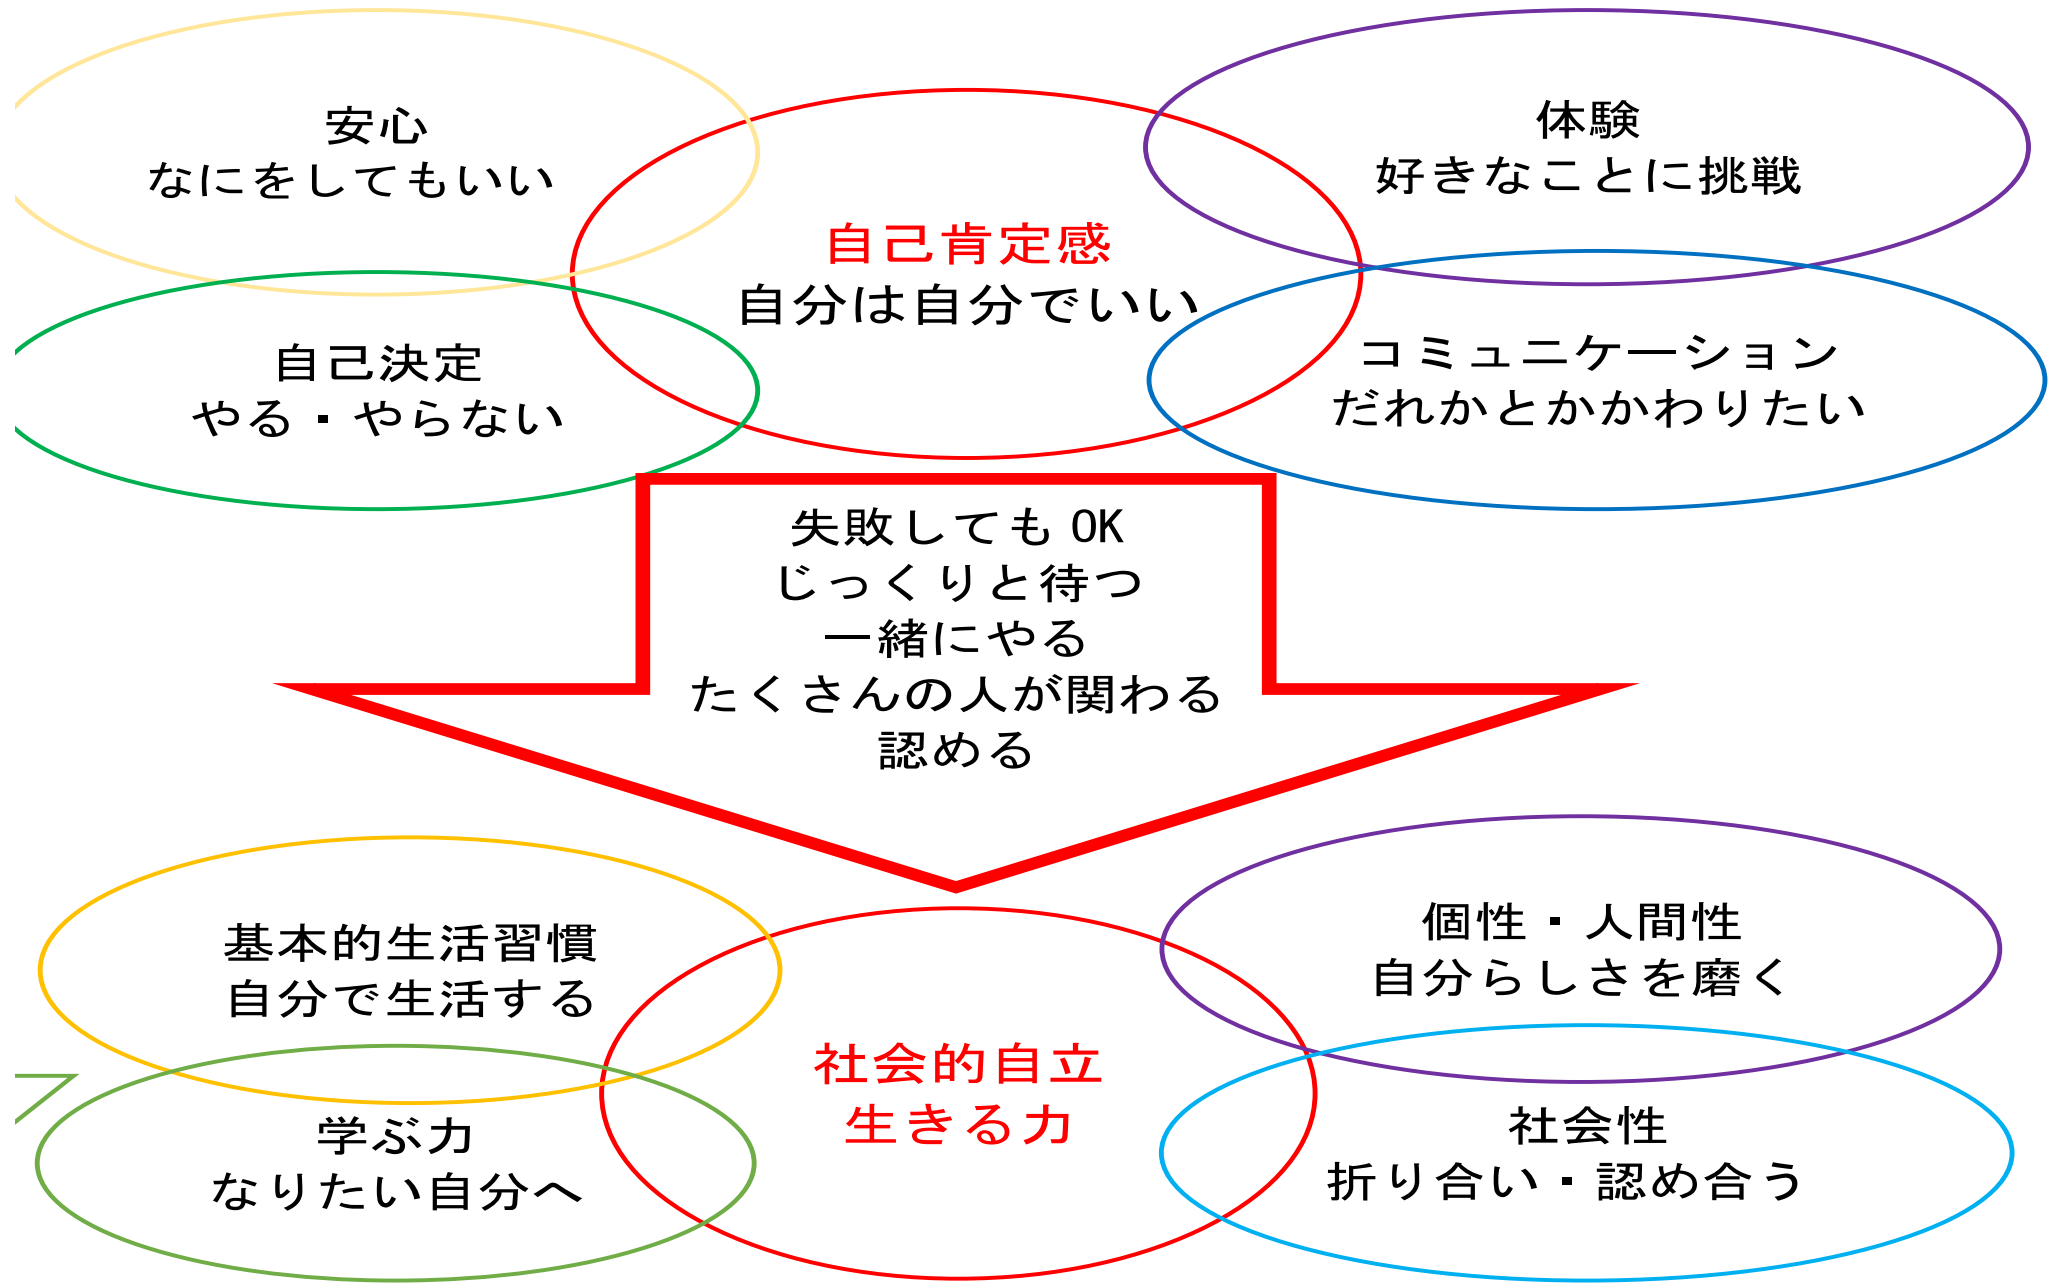 安心
なにをしてもいい
体験
好きなことに挑戦
自己肯定感
自分は自分でいい
自己決定
やる・やらない
コミュニケーション
だれかとかかわりたい
失敗してもOK
じっくりと待つ
一緒にやる
たくさんの人が関わる
認める
基本的生活習慣
自分で生活する
個性・人間性
自分らしさを磨く
社会的自立
生きる力
学ぶ力
なりたい自分へ
社会性
折り合い・認め合う